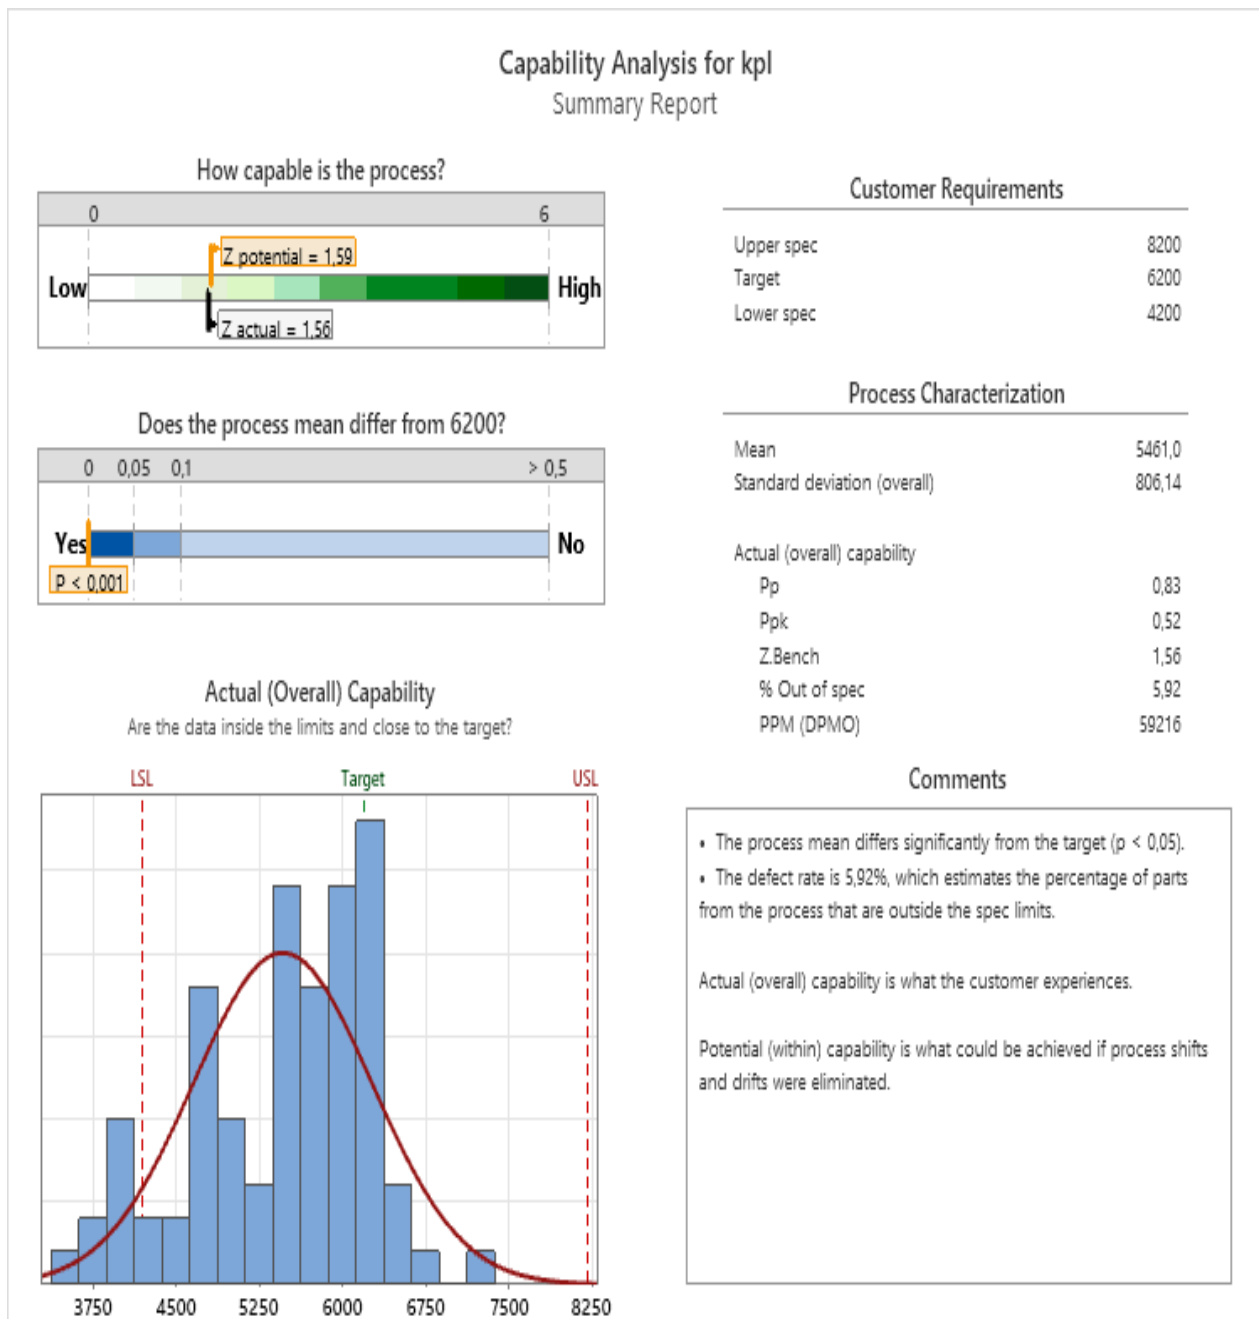 Capability Analysis for kpl
Summary Report
How capable is the process?
0 6
Z potential = 1,59
Low High
Z actual = 1,56
Customer Requirements
Upper spec 8200
Target 6200
Lower spec 4200
Does the process mean differ from 6200?
0 0,05 0,1 > 0,5
Yes No
P < 0,001
Process Characterization
Mean 5461,0
Standard deviation (overall) 806,14
Actual (overall) capability
Pp 0,83
Ppk 0,52
Z.Bench 1,56
% Out of spec 5,92
PPM (DPMO) 59216
Actual (Overall) Capability
Are the data inside the limits and close to the target?
LSL Target USL
3750 4500 5250 6000 6750 7500 8250
Comments
• The process mean differs significantly from the target (p < 0,05).
• The defect rate is 5,92%, which estimates the percentage of parts
from the process that are outside the spec limits.
Actual (overall) capability is what the customer experiences.
Potential (within) capability is what could be achieved if process shifts
and drifts were eliminated.